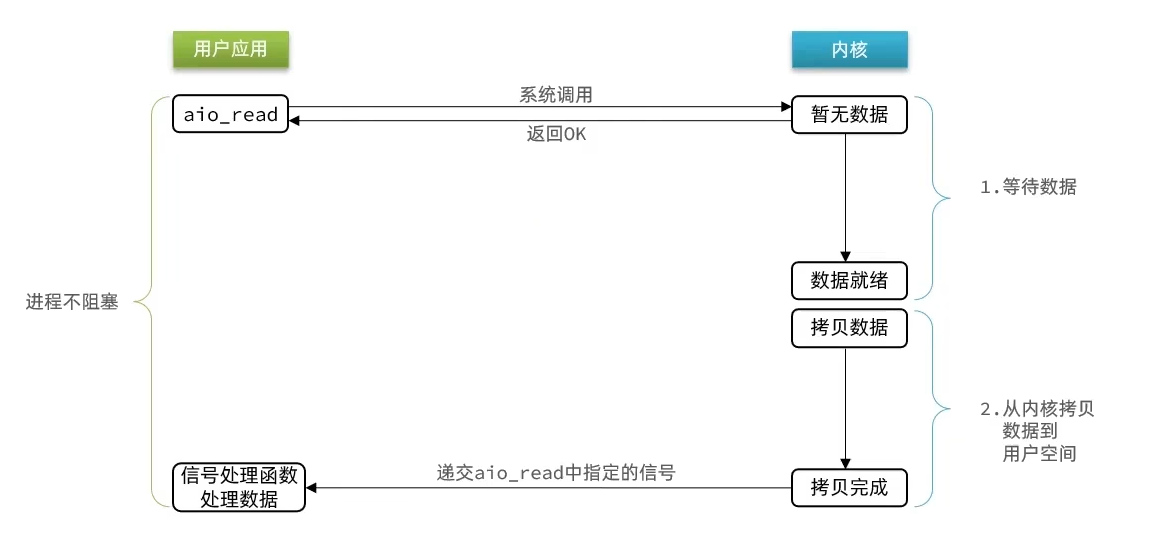 用户应用
内核
aio_read
系统调用
返回OK
暂无数据
1.等待数据
数据就绪
进程不阻塞
拷贝数据
2.从内核拷贝
数据到
用户空间
信号处理函数
处理数据
递交aio_read中指定的信号
拷贝完成